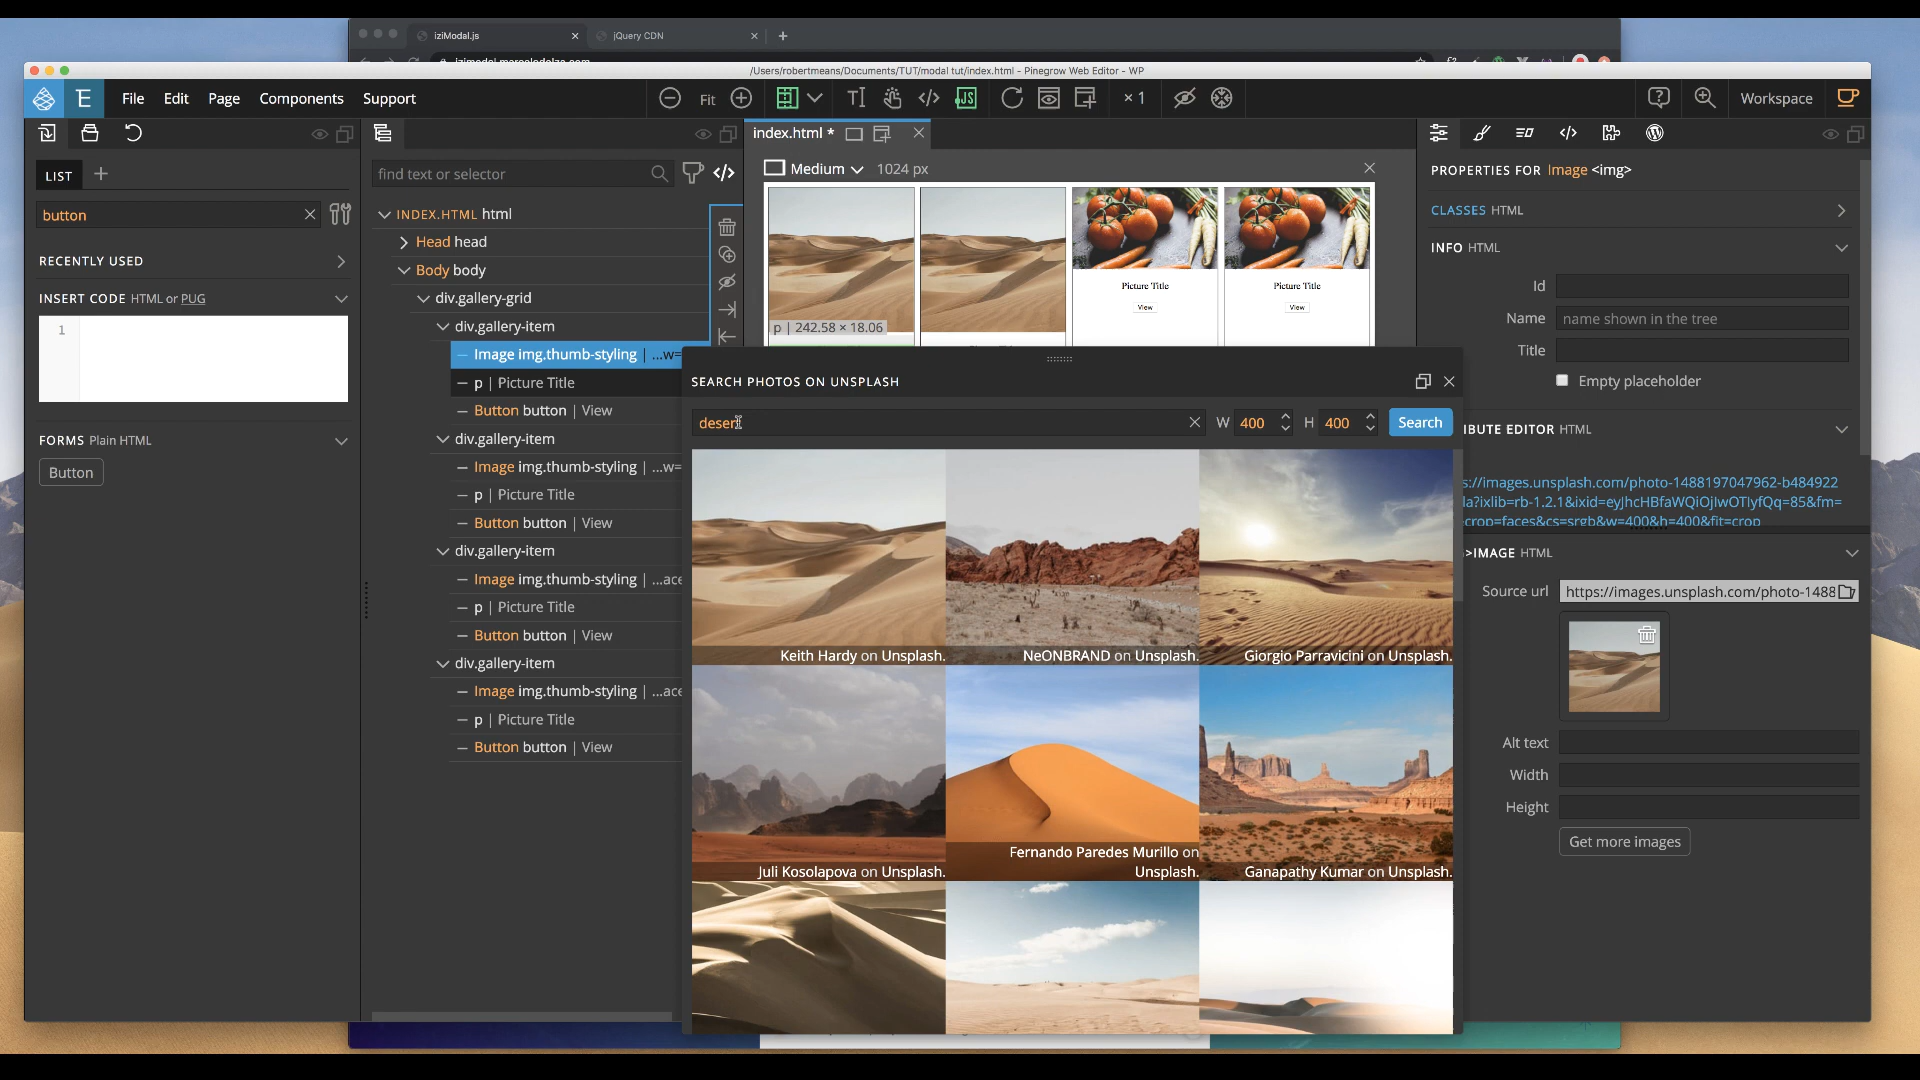 iziModal.js
jQuery CDN
/Users/robertmeans/Documents/TUT/modal tut/index.html - Pinegrow Web Editor - WP
File
Edit
Page
Components
Support
Fit
JS
× 1
Workspace
LIST
button
RECENTLY USED
INSERT CODE HTML or PUG
1
FORMS Plain HTML
Button
find text or selector
INDEX.HTML html
Head head
Body body
div.gallery-grid
div.gallery-item
Image img.thumb-styling | ...w=
p | Picture Title
Button button | View
div.gallery-item
Image img.thumb-styling | ...w=
p | Picture Title
Button button | View
div.gallery-item
Image img.thumb-styling | ...ace
p | Picture Title
Button button | View
div.gallery-item
Image img.thumb-styling | ...ace
p | Picture Title
Button button | View
index.html *
Medium
1024 px
p | 242.58 × 18.06
Picture Title
View
Picture Title
View
SEARCH PHOTOS ON UNSPLASH
desert
W 400
H 400
Search
Keith Hardy on Unsplash.
NeONBRAND on Unsplash.
Giorgio Parravicini on Unsplash.
Juli Kosolapova on Unsplash.
Fernando Paredes Murillo on
Unsplash.
Ganapathy Kumar on Unsplash.
PROPERTIES FOR Image <img>
CLASSES HTML
INFO HTML
Id
Name name shown in the tree
Title
Empty placeholder
IBUTE EDITOR HTML
s://images.unsplash.com/photo-1488197047962-b484922
la?ixlib=rb-1.2.1&ixid=eyJhcHBfaWQiOjIwOTIyfQq=85&fm=
crop=faces&cs=srgb&w=400&h=400&fit=crop
>IMAGE HTML
Source url https://images.unsplash.com/photo-1488
Alt text
Width
Height
Get more images